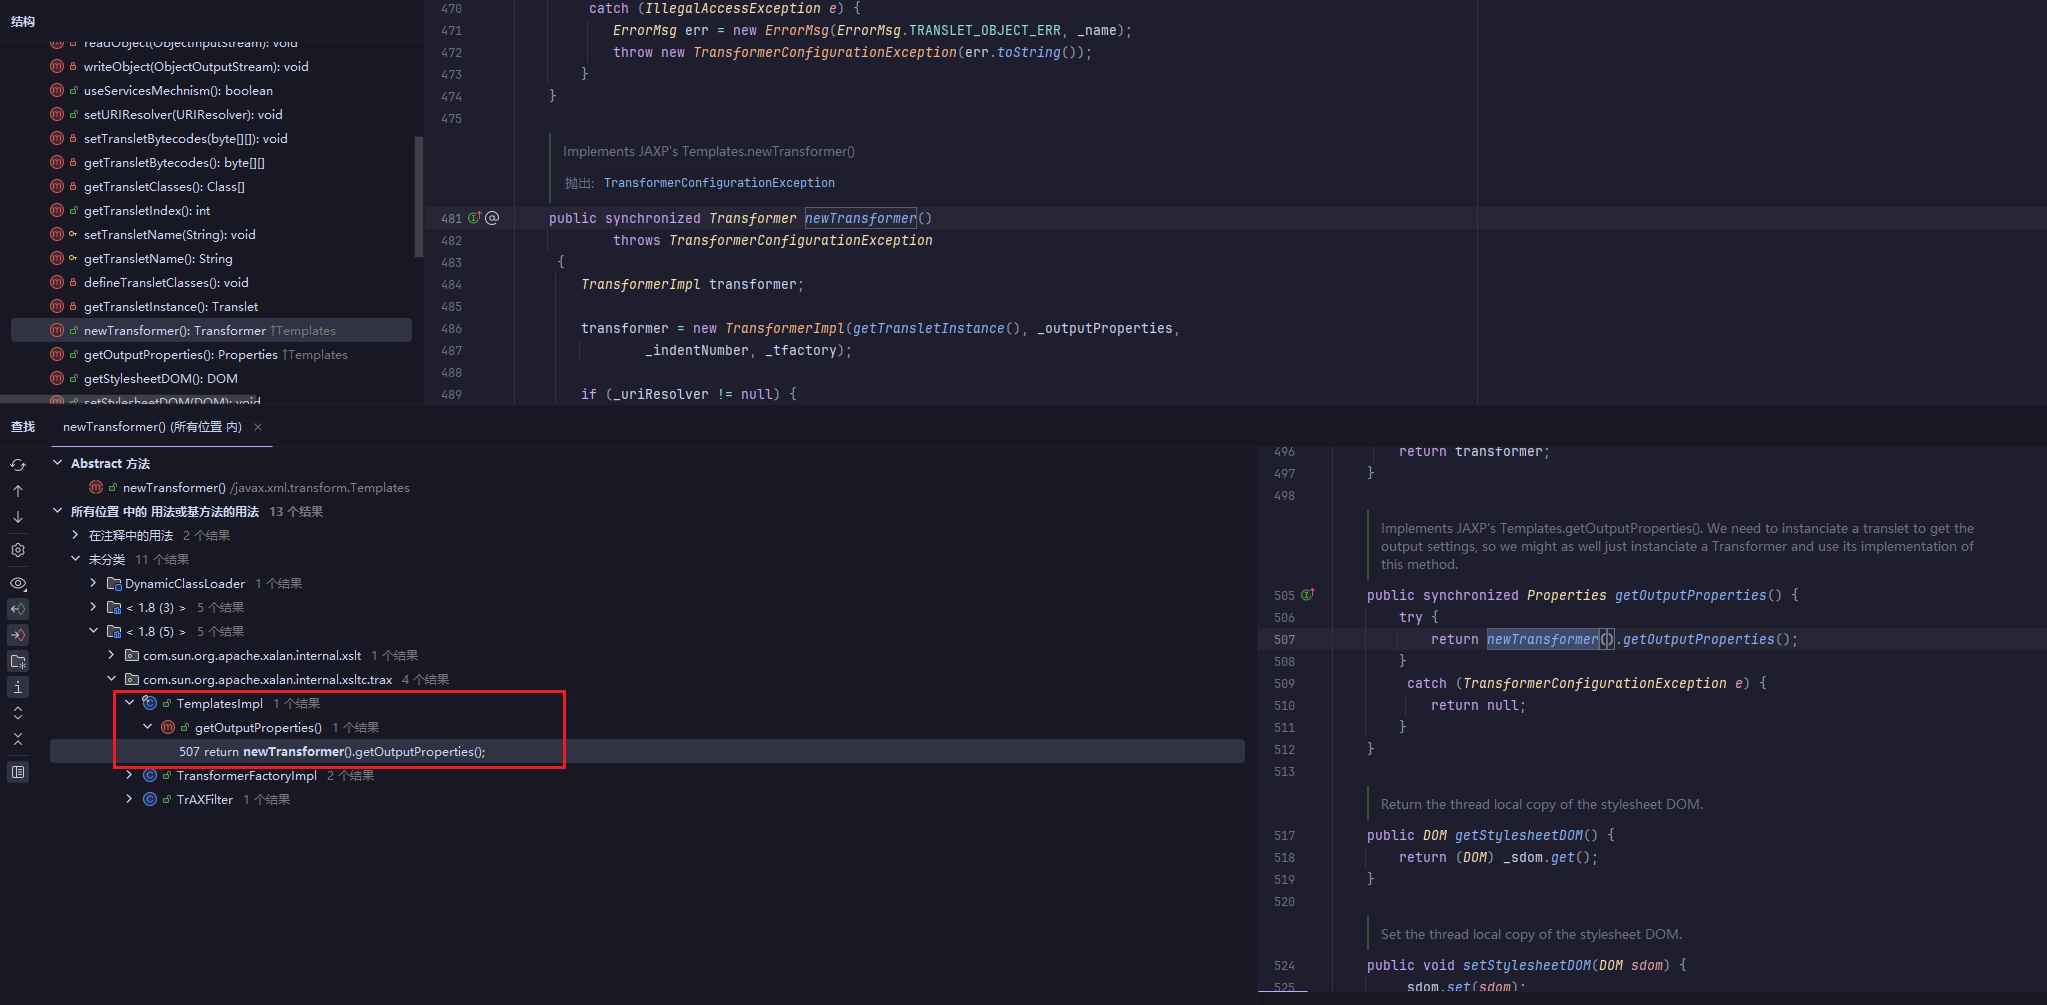 结构
readObject(ObjectInputStream): void
writeObject(ObjectOutputStream): void
useServicesMechnism(): boolean
setURIResolver(URIResolver): void
setTransletBytecodes(byte[][]): void
getTransletBytecodes(): byte[][]
getTransletClasses(): Class[]
getTransletIndex(): int
setTransletName(String): void
getTransletName(): String
defineTransletClasses(): void
getTransletInstance(): Translet
newTransformer(): Transformer ↑Templates
getOutputProperties(): Properties ↑Templates
getStylesheetDOM(): DOM
setStylesheetDOM(DOM): void
470 catch (IllegalAccessException e) {
471 ErrorMsg err = new ErrorMsg(ErrorMsg.TRANSLET_OBJECT_ERR, _name);
472 throw new TransformerConfigurationException(err.toString());
473 }
474 }
475
Implements JAXP's Templates.newTransformer()
抛出: TransformerConfigurationException
481 public synchronized Transformer newTransformer()
482 throws TransformerConfigurationException
483 {
484 TransformerImpl transformer;
485
486 transformer = new TransformerImpl(getTransletInstance(), _outputProperties,
487 _indentNumber, _tfactory);
488
489 if (_uriResolver != null) {
查找 newTransformer() (所有位置 内)
Abstract 方法
newTransformer() /javax.xml.transform.Templates
所有位置 中的 用法或基方法的用法 13 个结果
在注释中的用法 2 个结果
未分类 11 个结果
DynamicClassLoader 1 个结果
< 1.8 (3) > 5 个结果
< 1.8 (5) > 5 个结果
com.sun.org.apache.xalan.internal.xslt 1 个结果
com.sun.org.apache.xalan.internal.xsltc.trax 4 个结果
TemplatesImpl 1 个结果
getOutputProperties() 1 个结果
507 return newTransformer().getOutputProperties();
TransformerFactoryImpl 2 个结果
TrAXFilter 1 个结果
496 return transformer;
497 }
498
Implements JAXP's Templates.getOutputProperties(). We need to instanciate a translet to get the
output settings, so we might as well just instanciate a Transformer and use its implementation of
this method.
505 public synchronized Properties getOutputProperties() {
506 try {
507 return newTransformer().getOutputProperties();
508 }
509 catch (TransformerConfigurationException e) {
510 return null;
511 }
512 }
513
Return the thread local copy of the stylesheet DOM.
517 public DOM getStylesheetDOM() {
518 return (DOM) _sdom.get();
519 }
520
Set the thread local copy of the stylesheet DOM.
524 public void setStylesheetDOM(DOM sdom) {
525 _sdom.set(sdom);